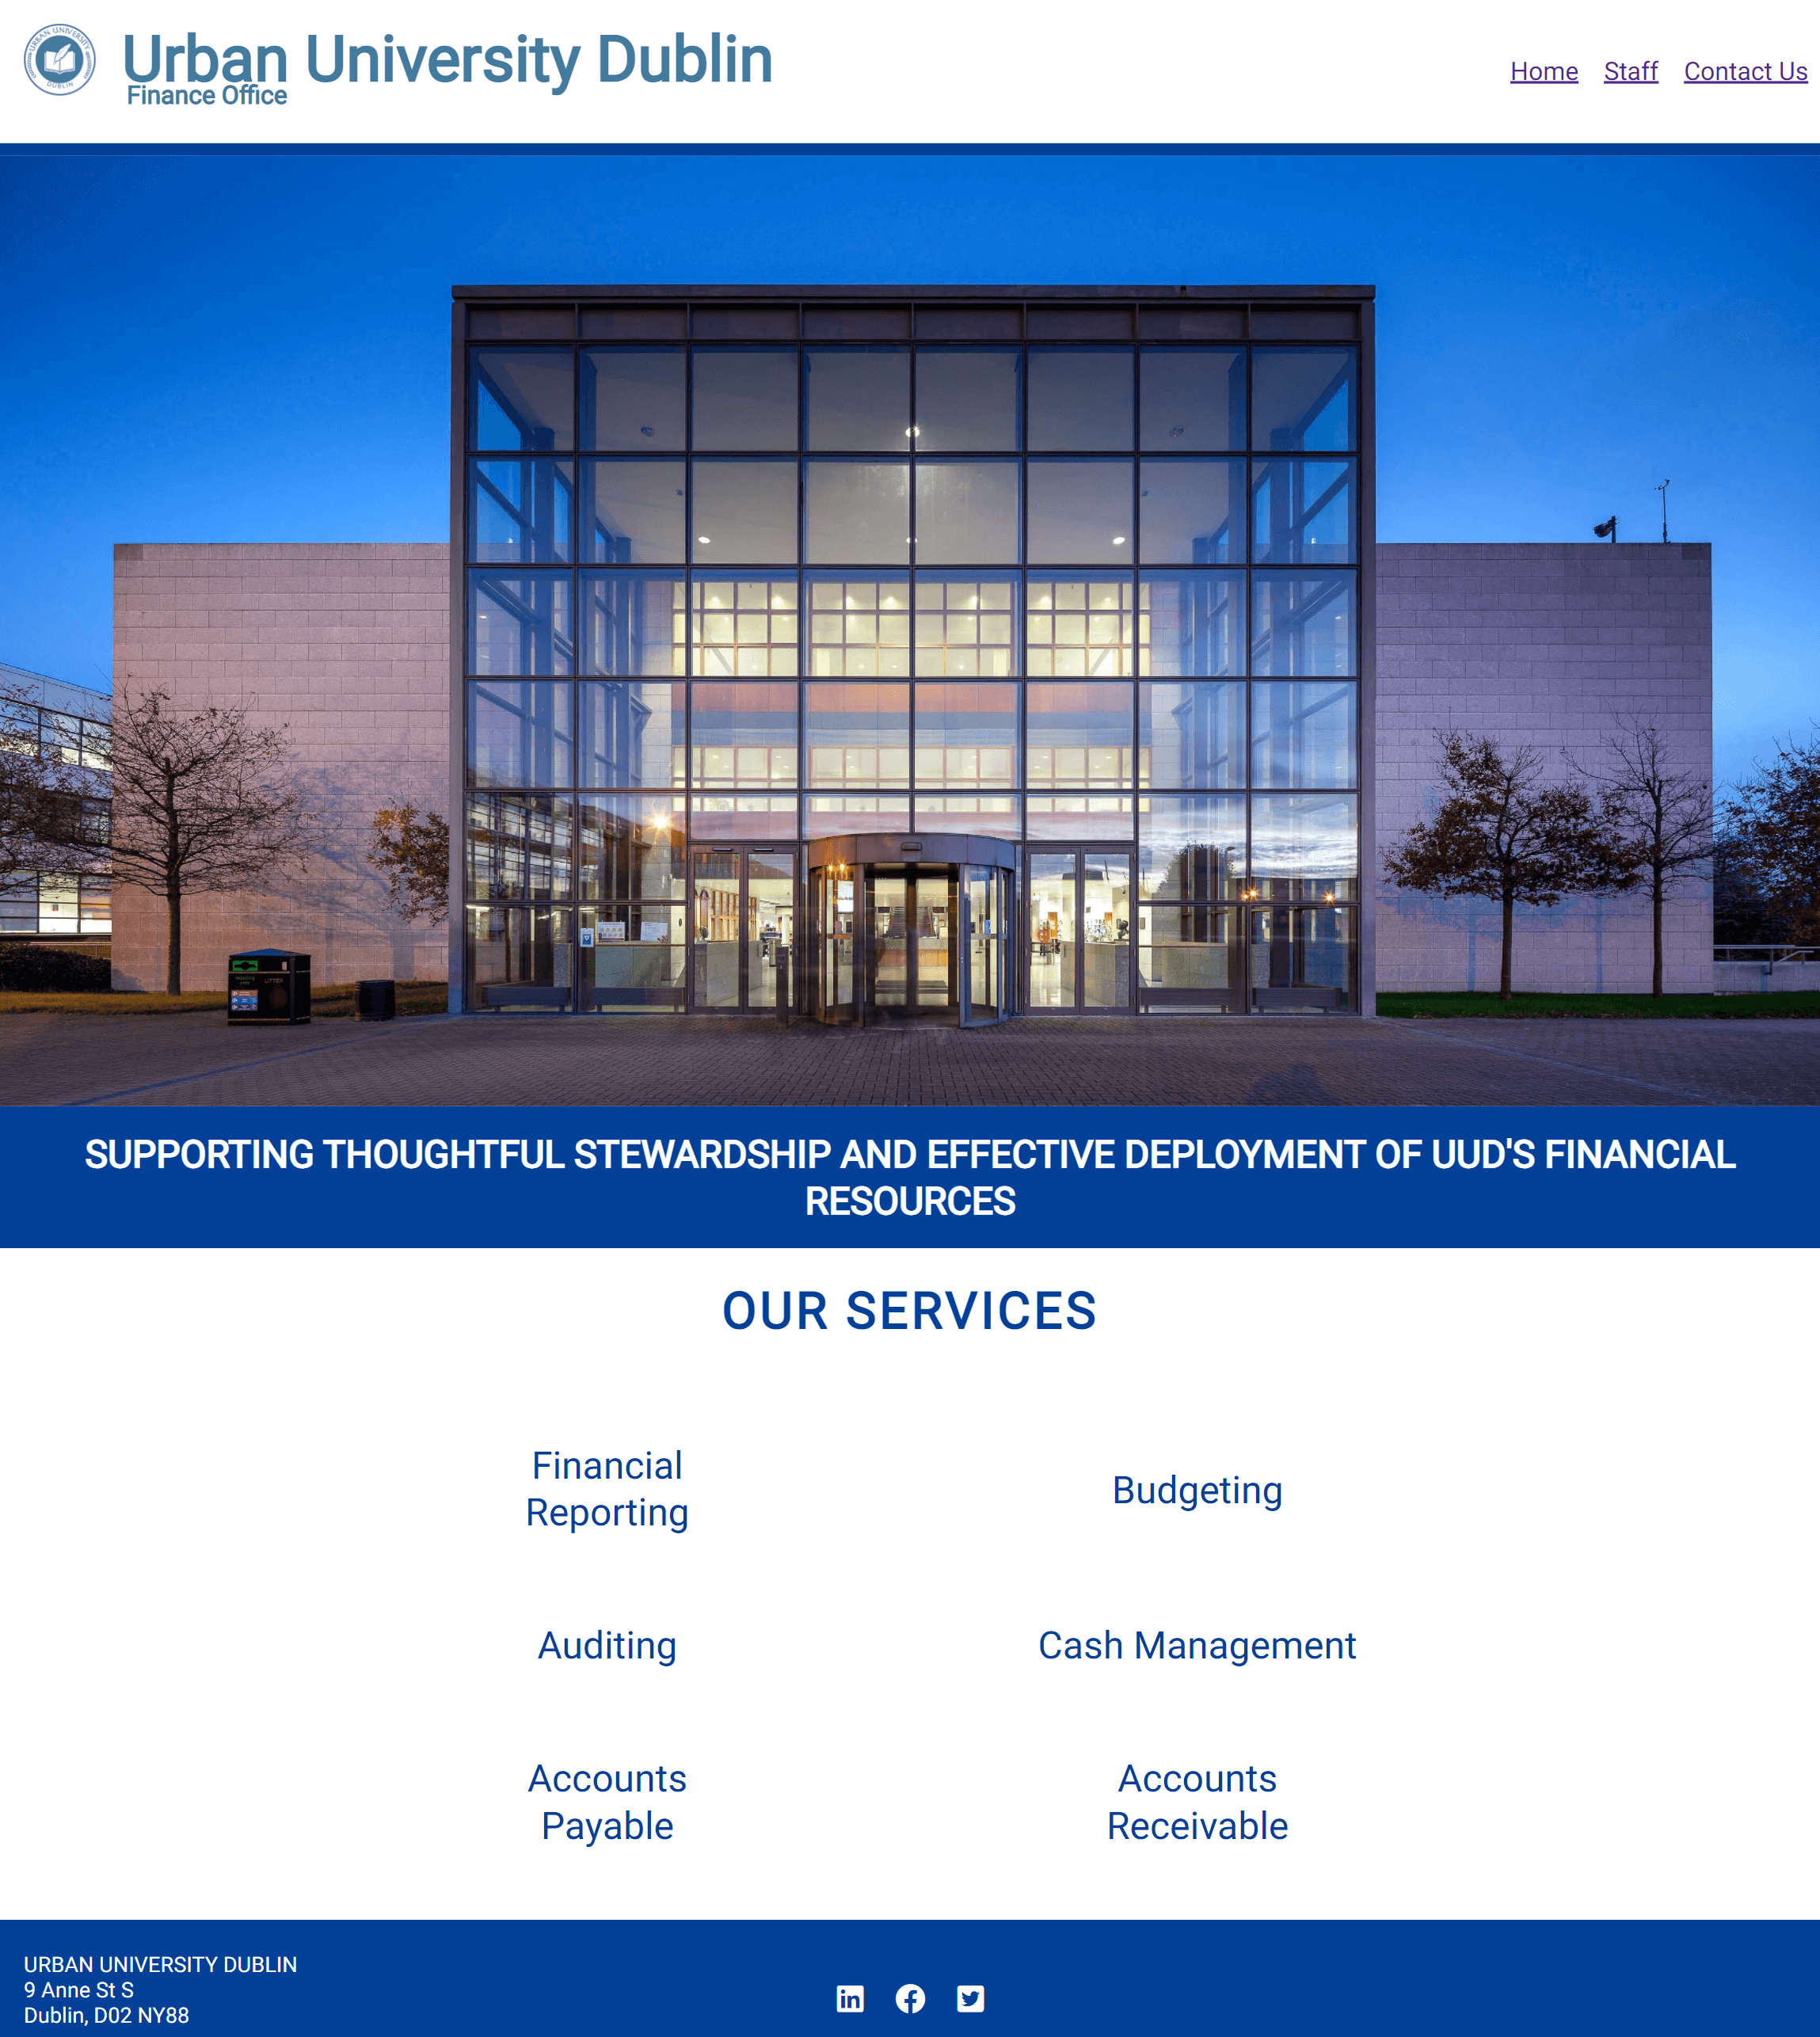 URBAN UNIVERSITY
DUBLIN
Urban University Dublin
Finance Office
Home Staff Contact Us
LITTER
SUPPORTING THOUGHTFUL STEWARDSHIP AND EFFECTIVE DEPLOYMENT OF UUD'S FINANCIAL
RESOURCES
OUR SERVICES
Financial
Reporting
Budgeting
Auditing
Cash Management
Accounts
Payable
Accounts
Receivable
URBAN UNIVERSITY DUBLIN
9 Anne St S
Dublin, D02 NY88